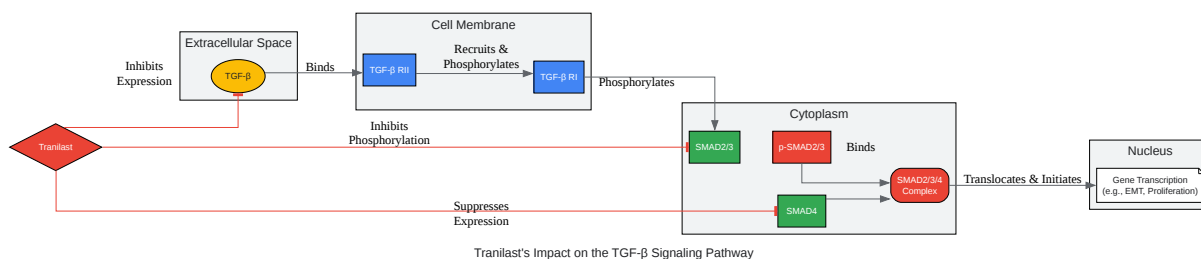 Extracellular Space
Cell Membrane
Inhibits
Expression
TGF-β
Binds
TGF-β RII
Recruits &
Phosphorylates
TGF-β RI
Phosphorylates
Cytoplasm
Tranilast
Inhibits
Phosphorylation
SMAD2/3
p-SMAD2/3
Binds
SMAD2/3/4
Complex
Translocates & Initiates
Nucleus
Gene Transcription
(e.g., EMT, Proliferation)
Suppresses
Expression
SMAD4
Tranilast's Impact on the TGF-β Signaling Pathway